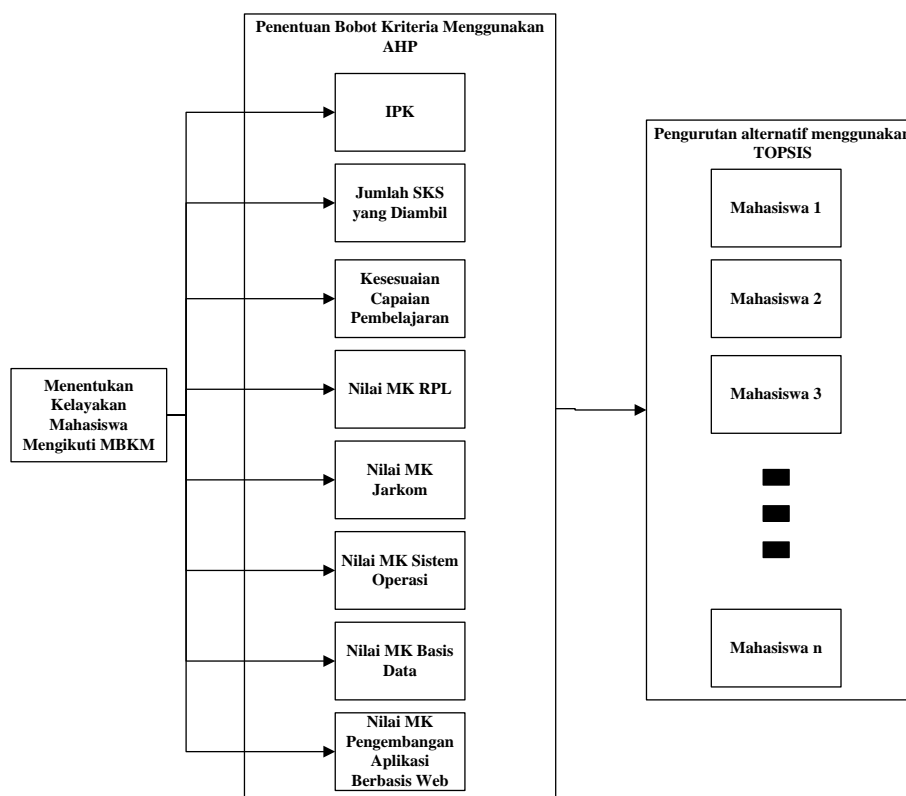 Menentukan
Kelayakan
Mahasiswa
Mengikuti MBKM
Penentuan Bobot Kriteria Menggunakan
AHP
IPK
Jumlah SKS
yang Diambil
Kesesuaian
Capaian
Pembelajaran
Nilai MK RPL
Nilai MK
Jarkom
Nilai MK Sistem
Operasi
Nilai MK Basis
Data
Nilai MK
Pengembangan
Aplikasi
Berbasis Web
Pengurutan alternatif menggunakan
TOPSIS
Mahasiswa 1
Mahasiswa 2
Mahasiswa 3
Mahasiswa n